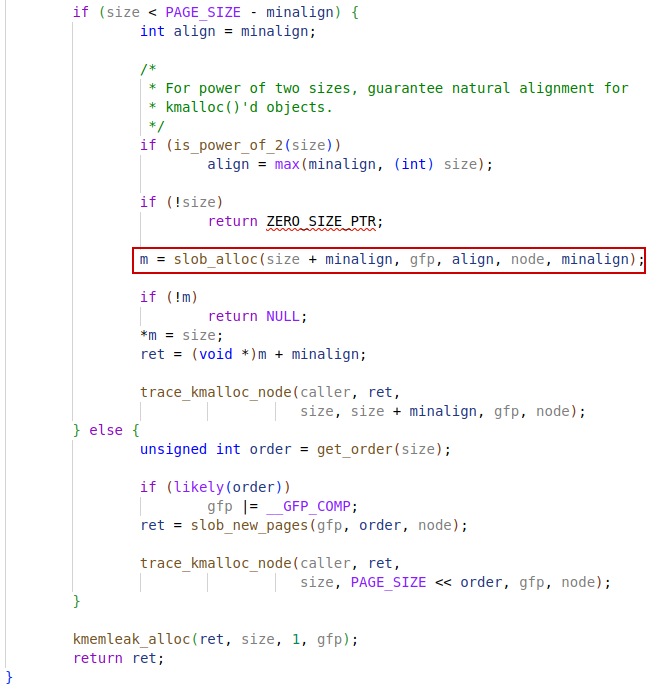 if (size < PAGE_SIZE - minalign) {
int align = minalign;
/*
* For power of two sizes, guarantee natural alignment for
* kmalloc()'d objects.
*/
if (is_power_of_2(size))
align = max(minalign, (int) size);
if (!size)
return ZERO_SIZE_PTR;
m = slob_alloc(size + minalign, gfp, align, node, minalign);
if (!m)
return NULL;
*m = size;
ret = (void *)m + minalign;
trace_kmalloc_node(caller, ret,
size, size + minalign, gfp, node);
} else {
unsigned int order = get_order(size);
if (likely(order))
gfp |= __GFP_COMP;
ret = slob_new_pages(gfp, order, node);
trace_kmalloc_node(caller, ret,
size, PAGE_SIZE << order, gfp, node);
}
kmemleak_alloc(ret, size, 1, gfp);
return ret;
}